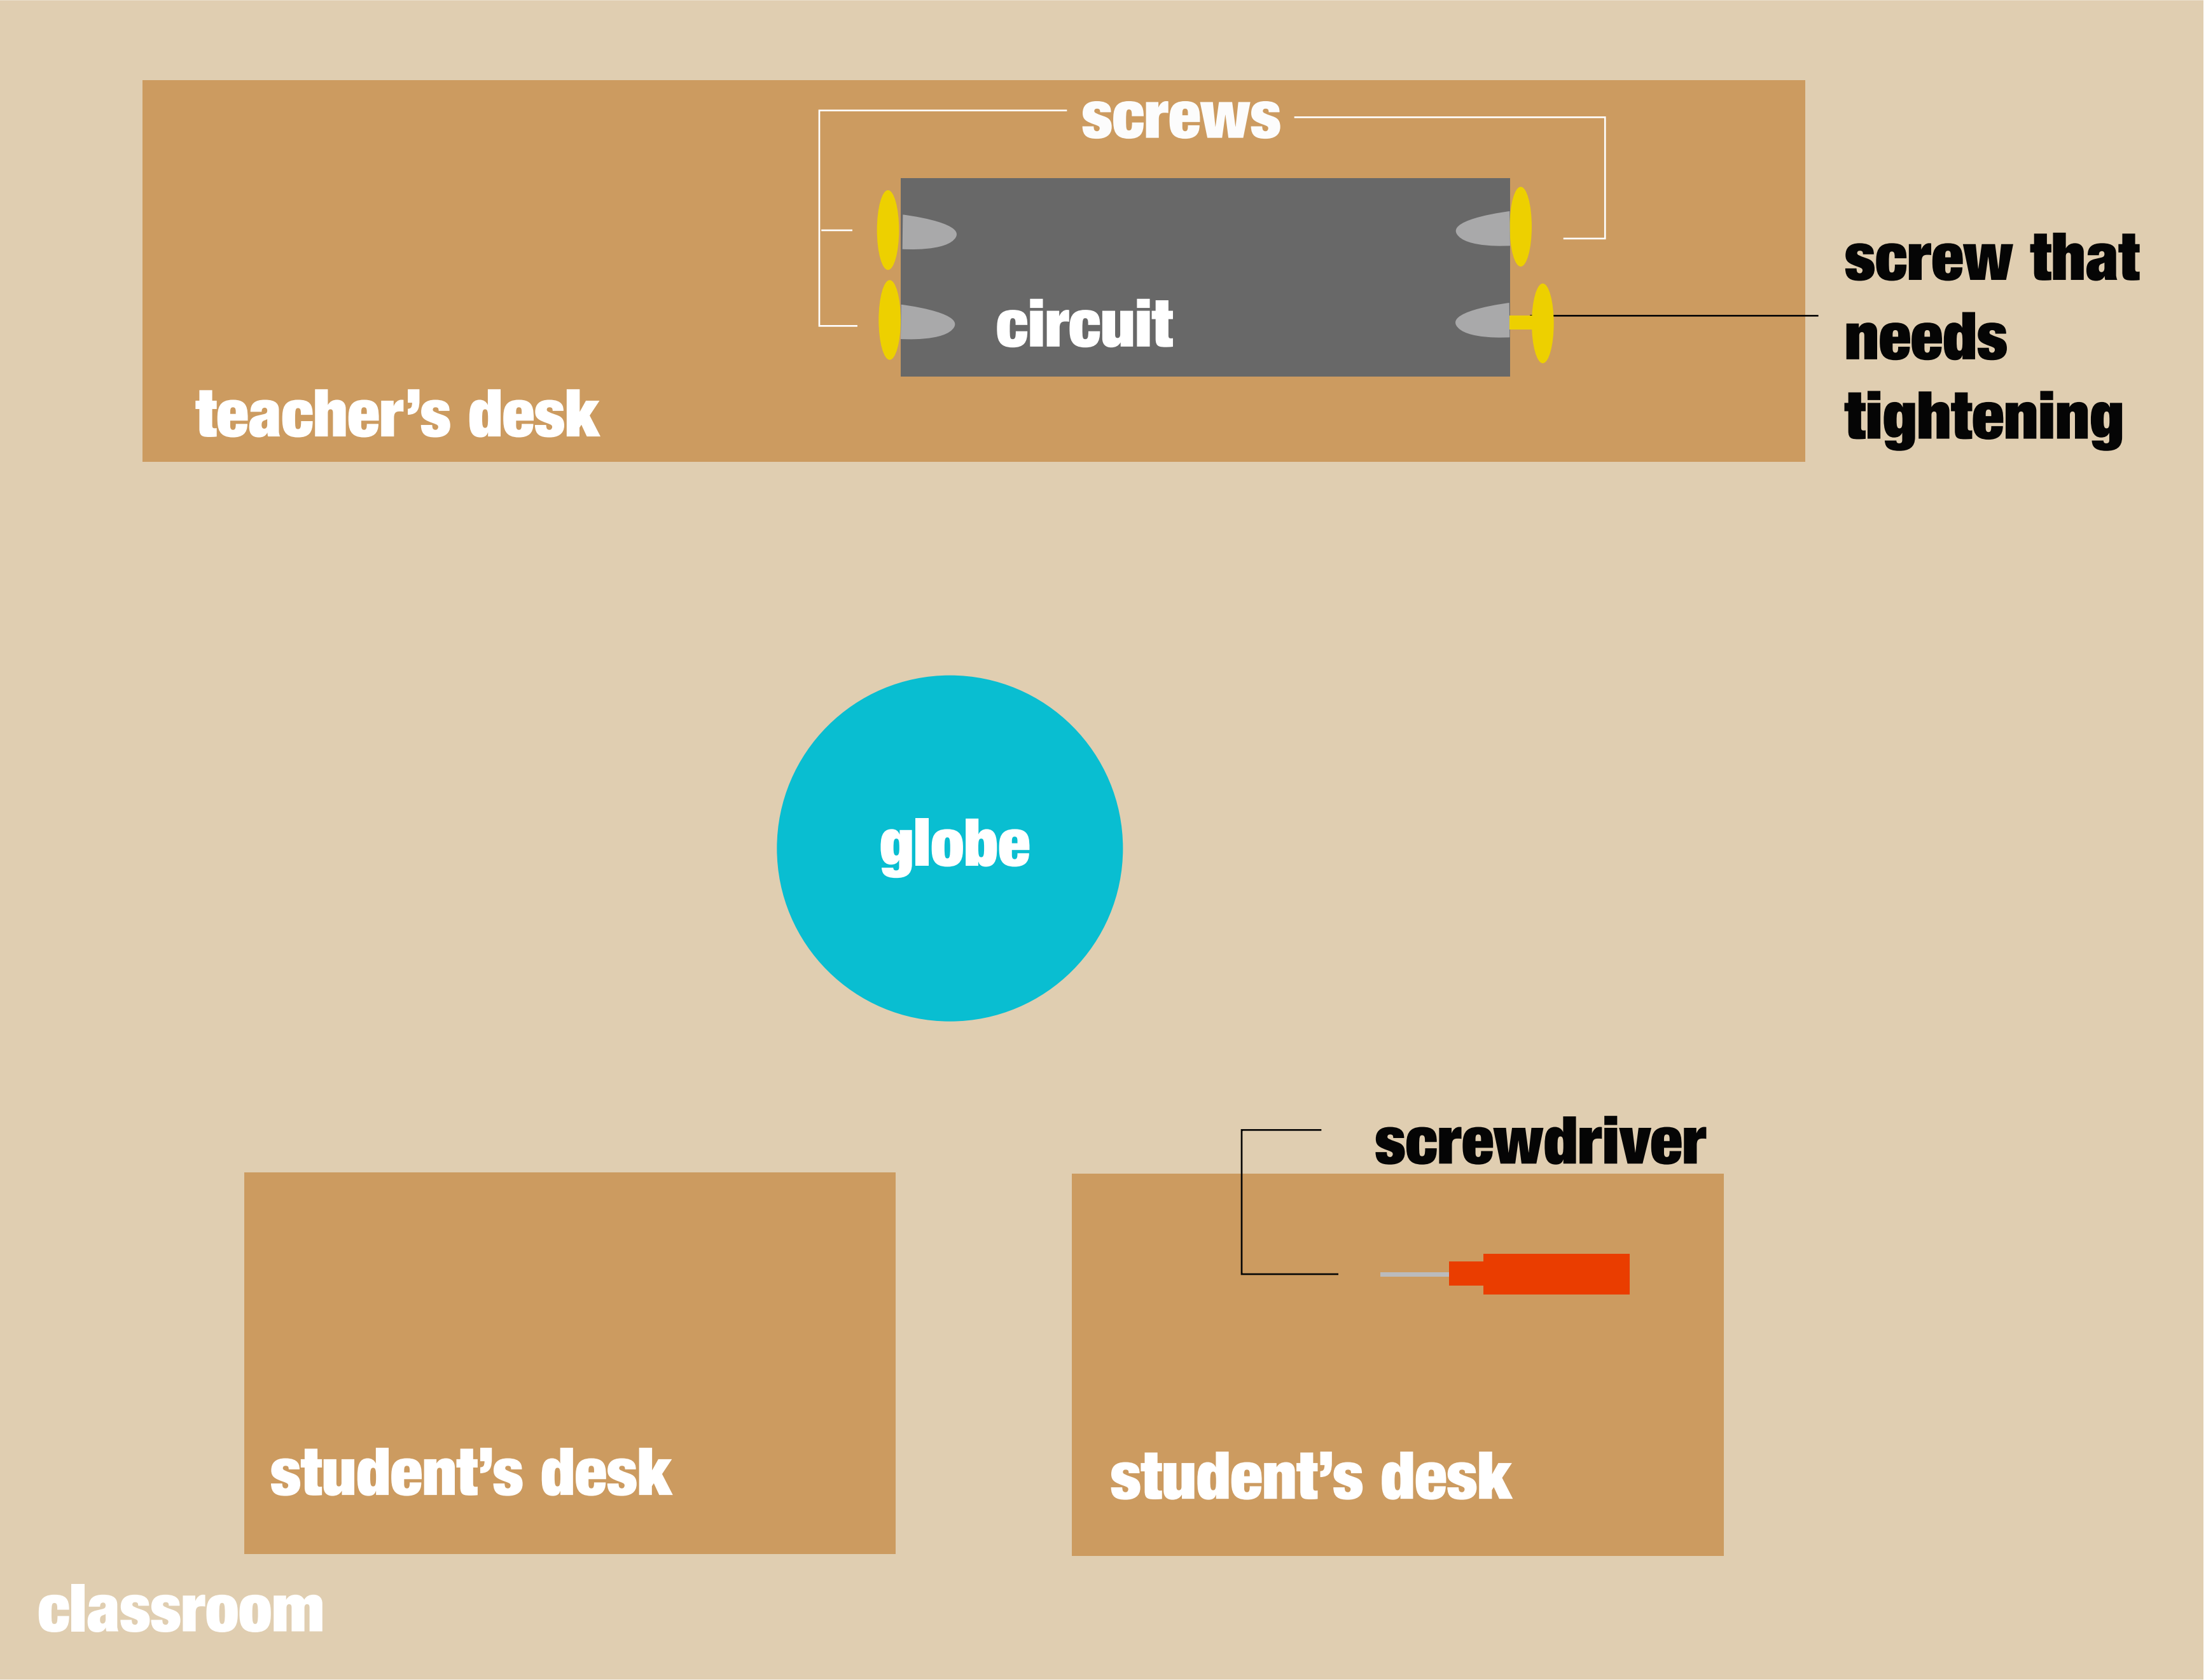 screws
screw that
needs
tightening
circuit
teacher’s desk
globe
screwdriver
student’s desk
student’s desk
classroom